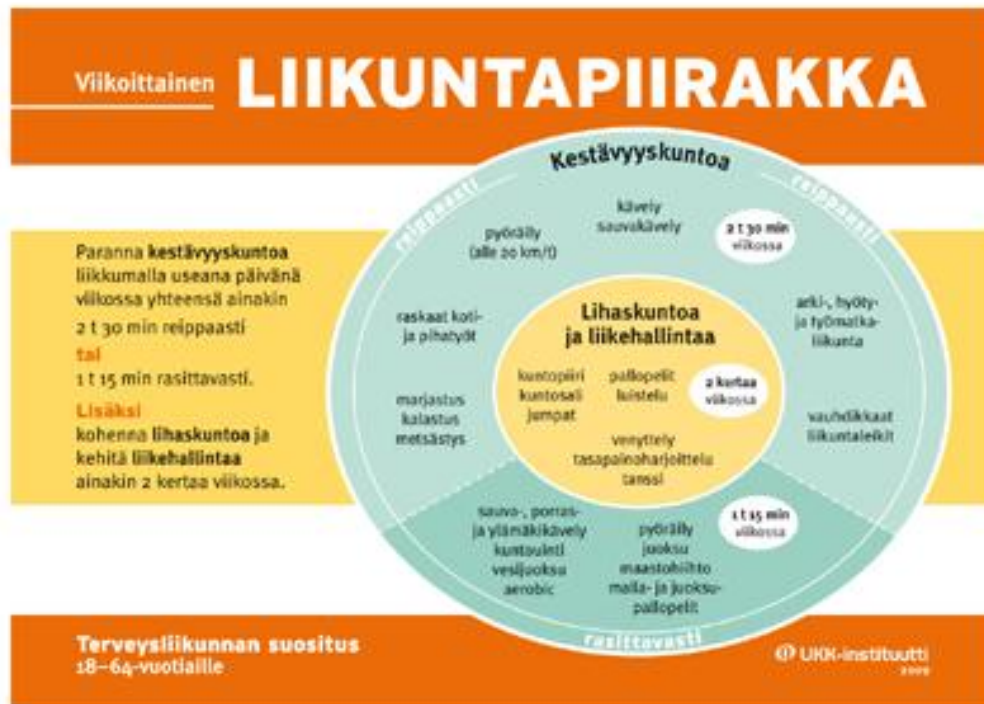 Viikoittainen LIIKUNTAPIIRAKKA
Paranna kestävyyskuntoa
liikkumalla useana päivänä
viikossa yhteensä ainakin
2 t 30 min reippaasti
tai
1 t 15 min rasittavasti.
Lisäksi
kohenna lihaskuntoa ja
kehitä liikehallintaa
ainakin 2 kertaa viikossa.
Kestävyyskuntoa
reippaasti
reippaasti
kävely
sauvakävely
2 t 30 min
viikossa
pyöräily
(alle 20 km/t)
raskaat koti-
ja pihatyöt
marjastus
kalastus
metsästys
arki-, hyöty-
ja työmatka-
liikunta
vauhdikkaat
liikuntaleikit
Lihaskuntoa
ja liikehallintaa
kuntopiiri
kuntosali
jumpat
pallopelit
luistelu
2 kertaa
viikossa
venyttely
tasapainoharjoittelu
tanssi
sauva-, porras-
ja ylämäkikävely
kuntouinti
vesijuoksu
aerobic
pyöräily
juoksu
maastohiihto
maila- ja juoksu-
pallopelit
1 t 15 min
viikossa
rasittavasti
Terveysliikunnan suositus
18–64-vuotiaille
UKK-instituutti
2009